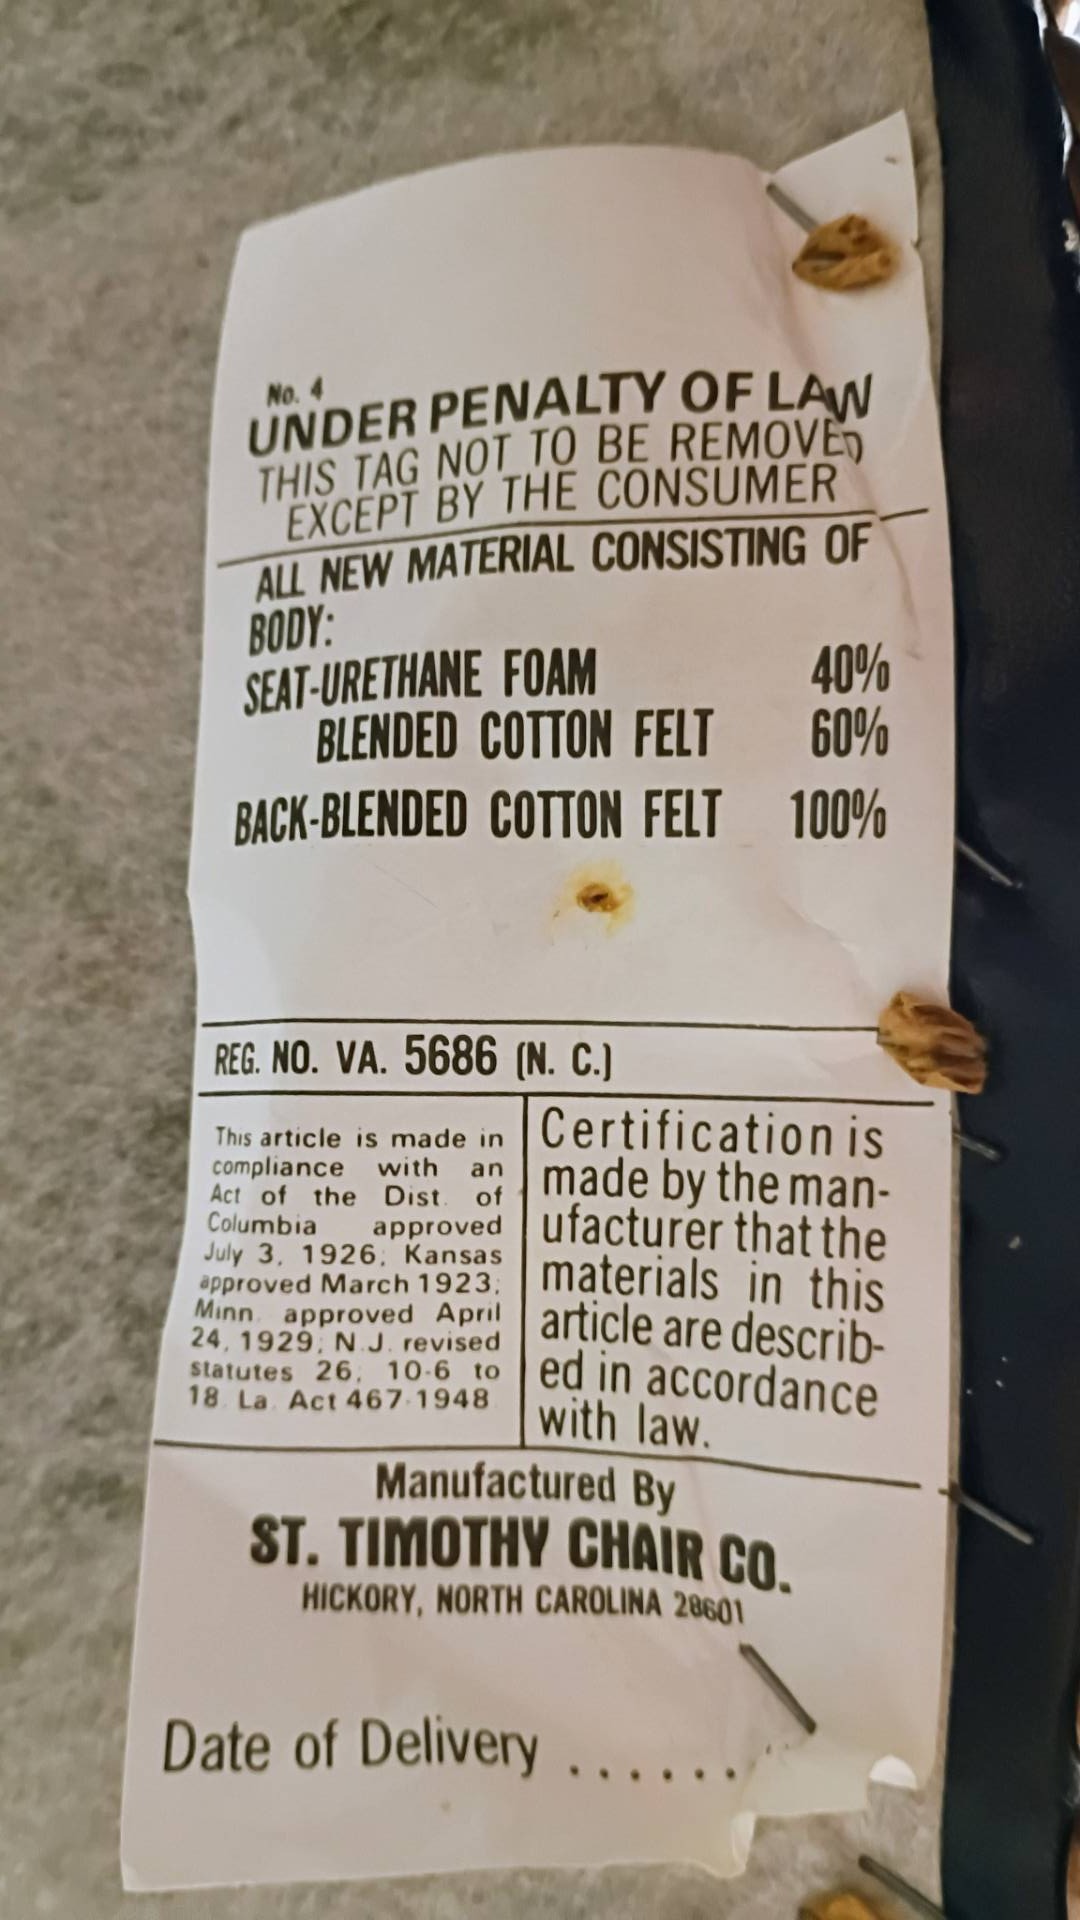 No. 4
UNDER PENALTY OF LAW
THIS TAG NOT TO BE REMOVED
EXCEPT BY THE CONSUMER
ALL NEW MATERIAL CONSISTING OF
BODY:
SEAT-URETHANE FOAM 40%
BLENDED COTTON FELT 60%
BACK-BLENDED COTTON FELT 100%
REG. NO. VA. 5686 (N. C.)
This article is made in
compliance with an
Act of the Dist. of
Columbia approved
July 3, 1926; Kansas
approved March 1923;
Minn. approved April
24, 1929; N.J. revised
statutes 26; 10-6 to
18. La. Act 467-1948
Certification is
made by the man-
ufacturer that the
materials in this
article are describ-
ed in accordance
with law.
Manufactured By
ST. TIMOTHY CHAIR CO.
HICKORY, NORTH CAROLINA 28601
Date of Delivery ........